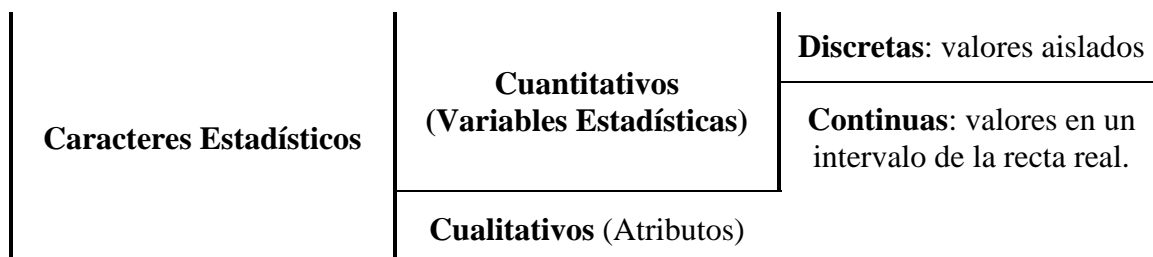 Caracteres Estadísticos
Cuantitativos
(Variables Estadísticas)
Discretas: valores aislados
Continuas: valores en un
intervalo de la recta real.
Cualitativos (Atributos)